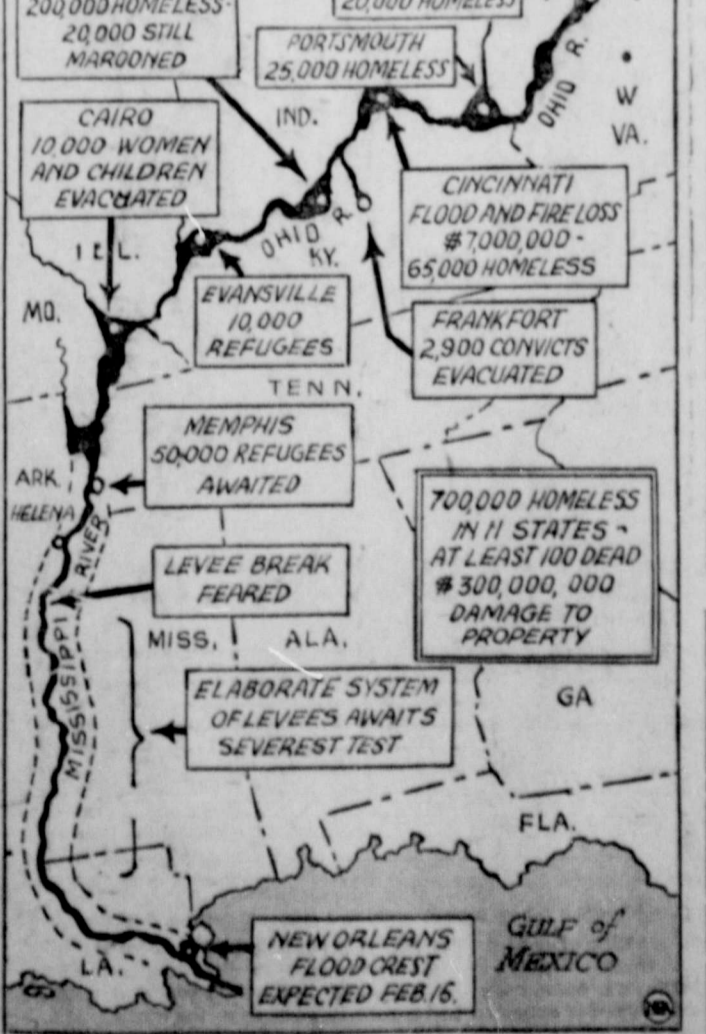 200,000 HOMELESS-
20,000 STILL
MAROONED
20,000 HOMELESS
PORTSMOUTH
25,000 HOMELESS
OHIO R.
W
VA.
IND.
CAIRO
10,000 WOMEN
AND CHILDREN
EVACUATED
CINCINNATI
FLOOD AND FIRE LOSS
$7,000,000-
65,000 HOMELESS
ILL.
OHIO R.
KY.
MO.
EVANSVILLE
10,000
REFUGEES
FRANKFORT
2,900 CONVICTS
EVACUATED
TENN.
MEMPHIS
50,000 REFUGEES
AWAITED
ARK.
HELENA
700,000 HOMELESS
IN 11 STATES-
AT LEAST 100 DEAD
$300,000,000
DAMAGE TO
PROPERTY
LEVEE BREAK
FEARED
MISSISSIPPI RIVER
MISS.
ALA.
ELABORATE SYSTEM
OF LEVEES AWAITS
SEVEREST TEST
GA
FLA.
NEW ORLEANS
FLOOD CREST
EXPECTED FEB. 16.
GULF of
MEXICO
LA.